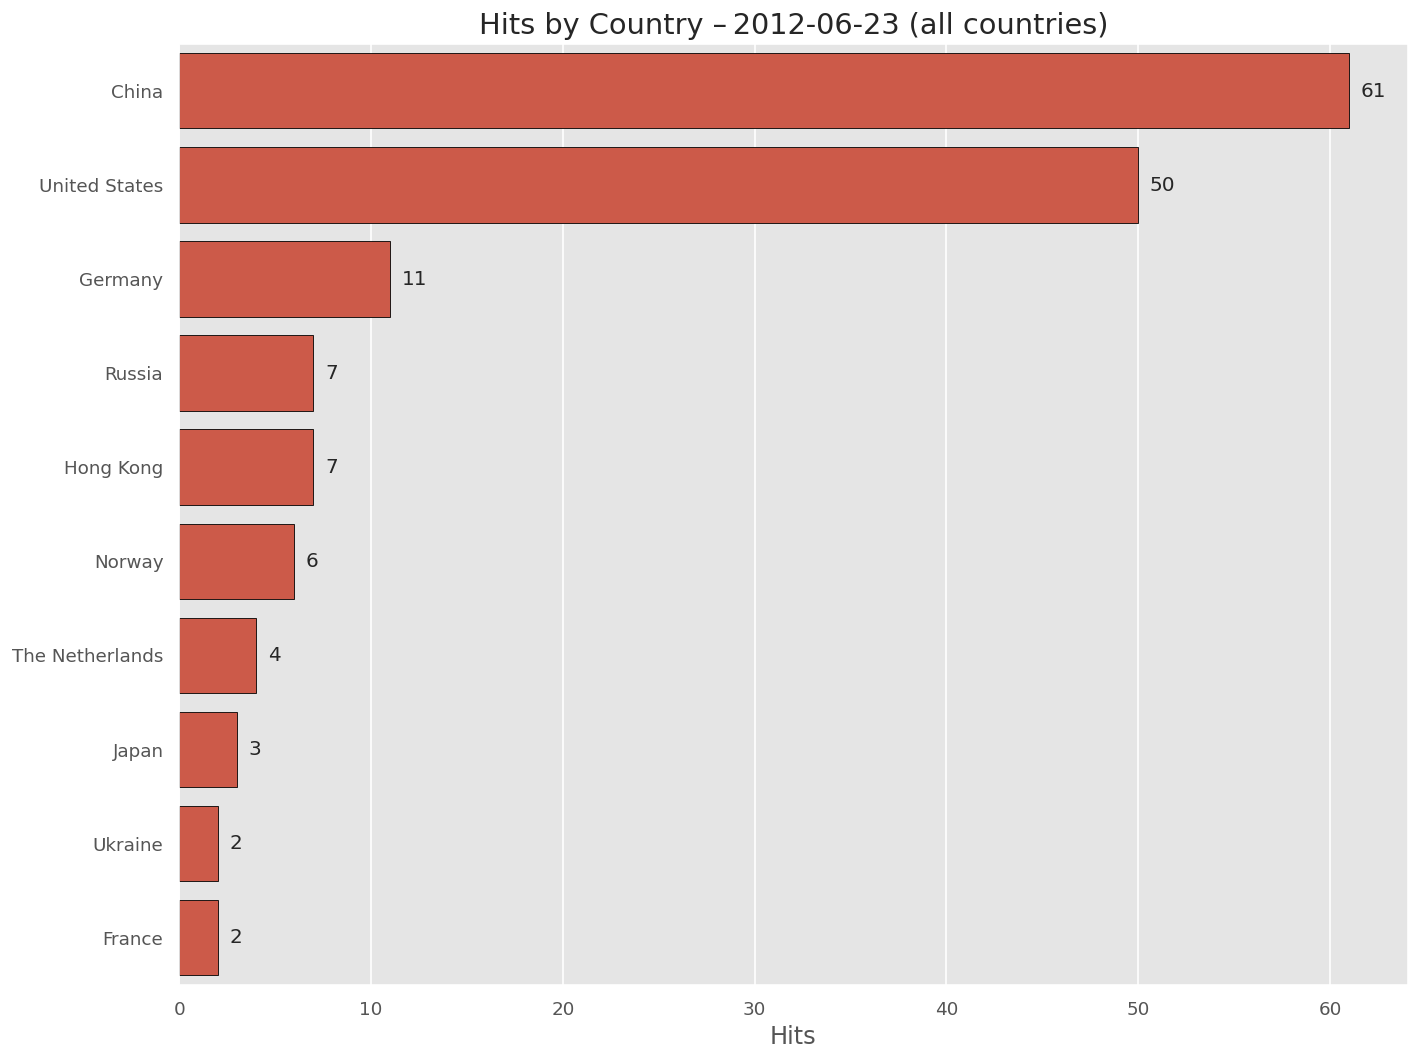 Hits by Country – 2012-06-23 (all countries)
China 61
United States 50
Germany 11
Russia 7
Hong Kong 7
Norway 6
The Netherlands 4
Japan 3
Ukraine 2
France 2
0 10 20 30 40 50 60
Hits